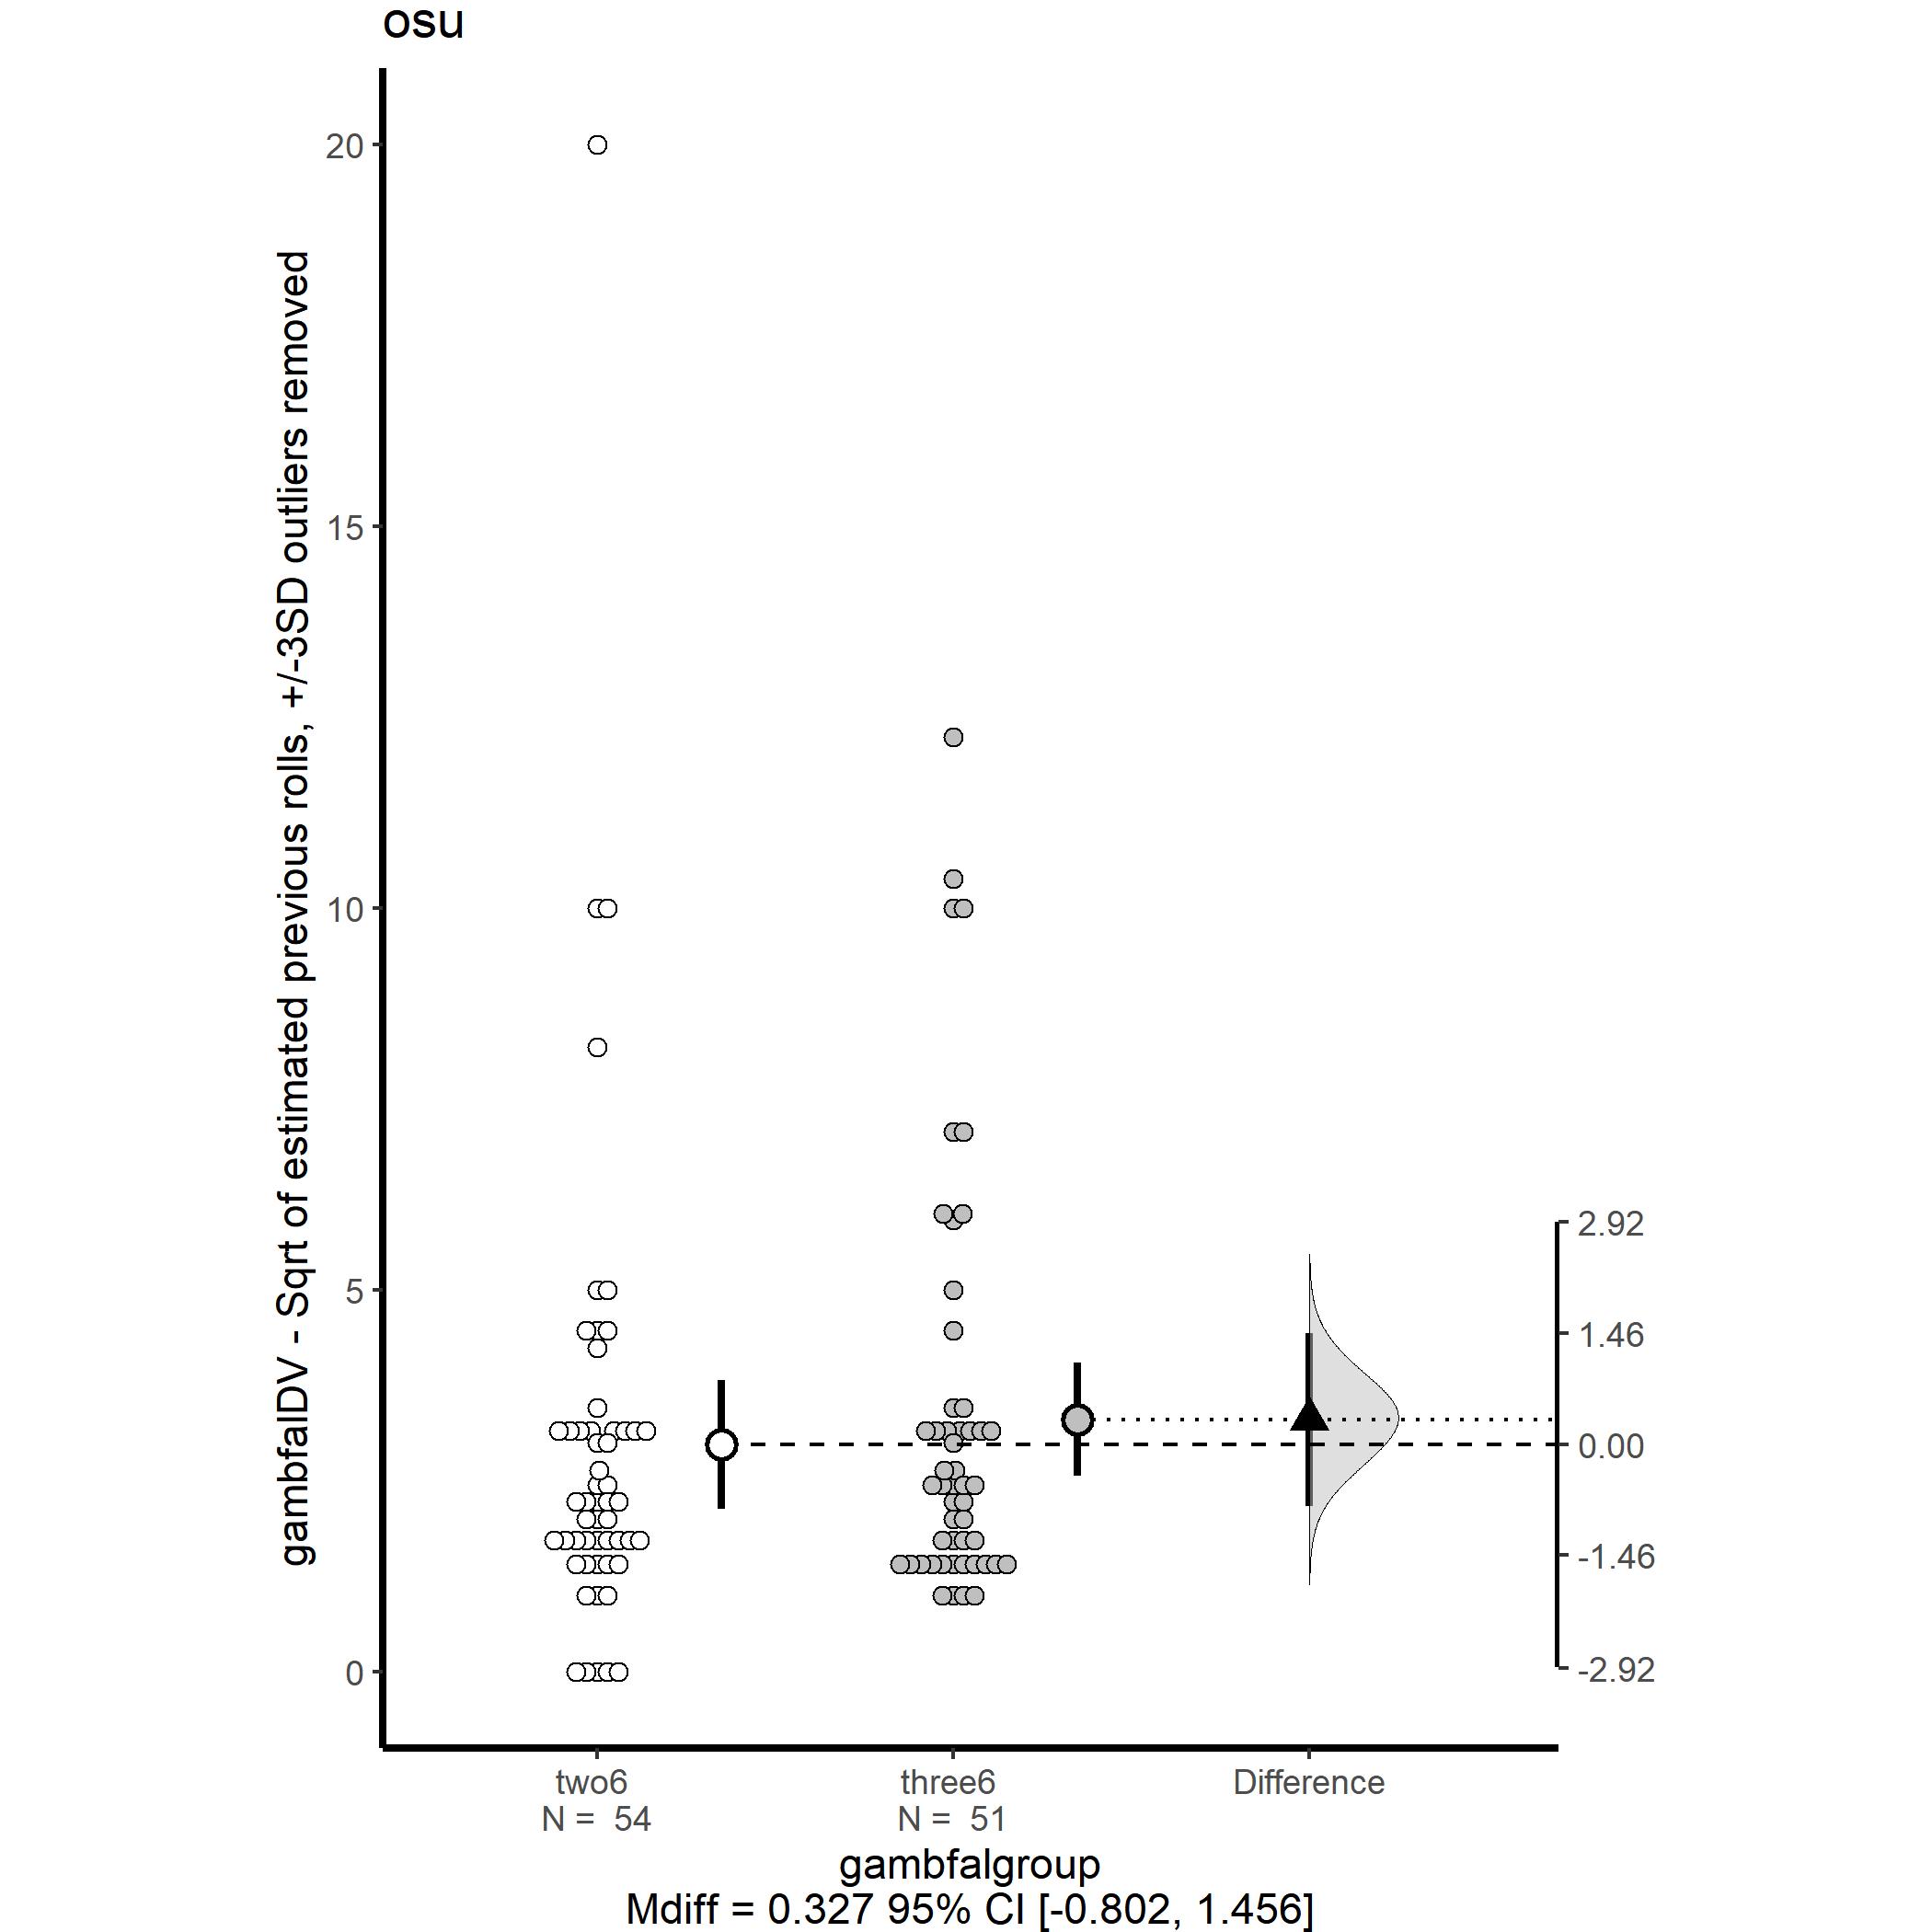 osu
gambfalDV - Sqrt of estimated previous rolls, +/-3SD outliers removed
20
15
10
5
0
2.92
1.46
0.00
-1.46
-2.92
two6
N =  54
three6
N =  51
Difference
gambfalgroup
Mdiff = 0.327 95% CI [-0.802, 1.456]